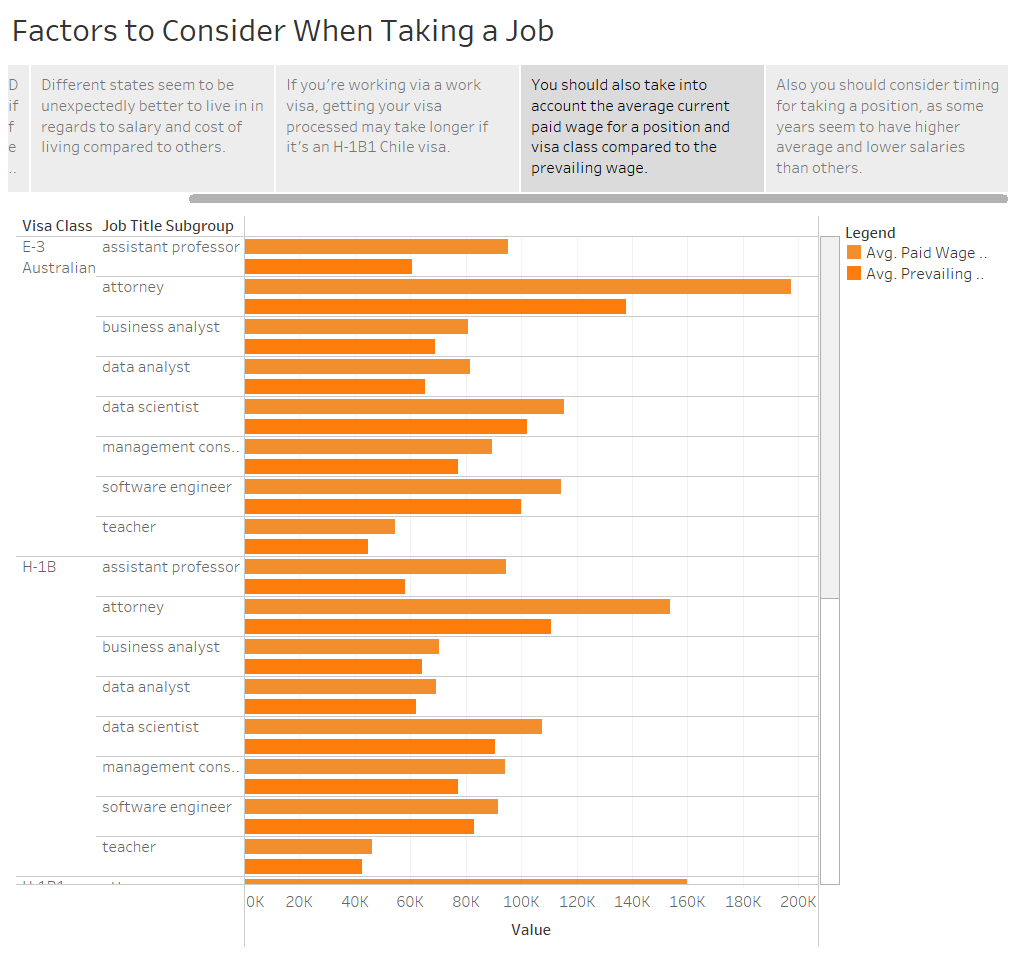 Factors to Consider When Taking a Job
D
if
f
e
..
Different states seem to be
unexpectedly better to live in in
regards to salary and cost of
living compared to others.
If you're working via a work
visa, getting your visa
processed may take longer if
it's an H-1B1 Chile visa.
You should also take into
account the average current
paid wage for a position and
visa class compared to the
prevailing wage.
Also you should consider timing
for taking a position, as some
years seem to have higher
average and lower salaries
than others.
Visa Class Job Title Subgroup
Legend
Avg. Paid Wage ..
Avg. Prevailing ..
E-3
Australian
assistant professor
attorney
business analyst
data analyst
data scientist
management cons..
software engineer
teacher
H-1B
assistant professor
attorney
business analyst
data analyst
data scientist
management cons..
software engineer
teacher
0K 20K 40K 60K 80K 100K 120K 140K 160K 180K 200K
Value